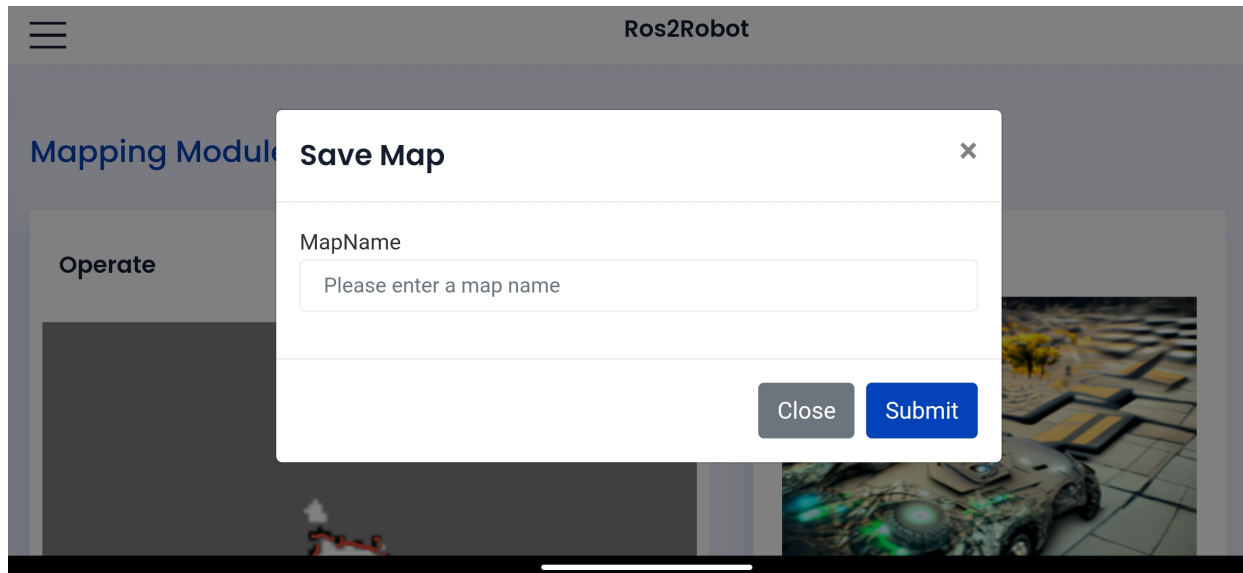 Ros2Robot
Mapping Module
Save Map
×
MapName
Please enter a map name
Operate
Close
Submit